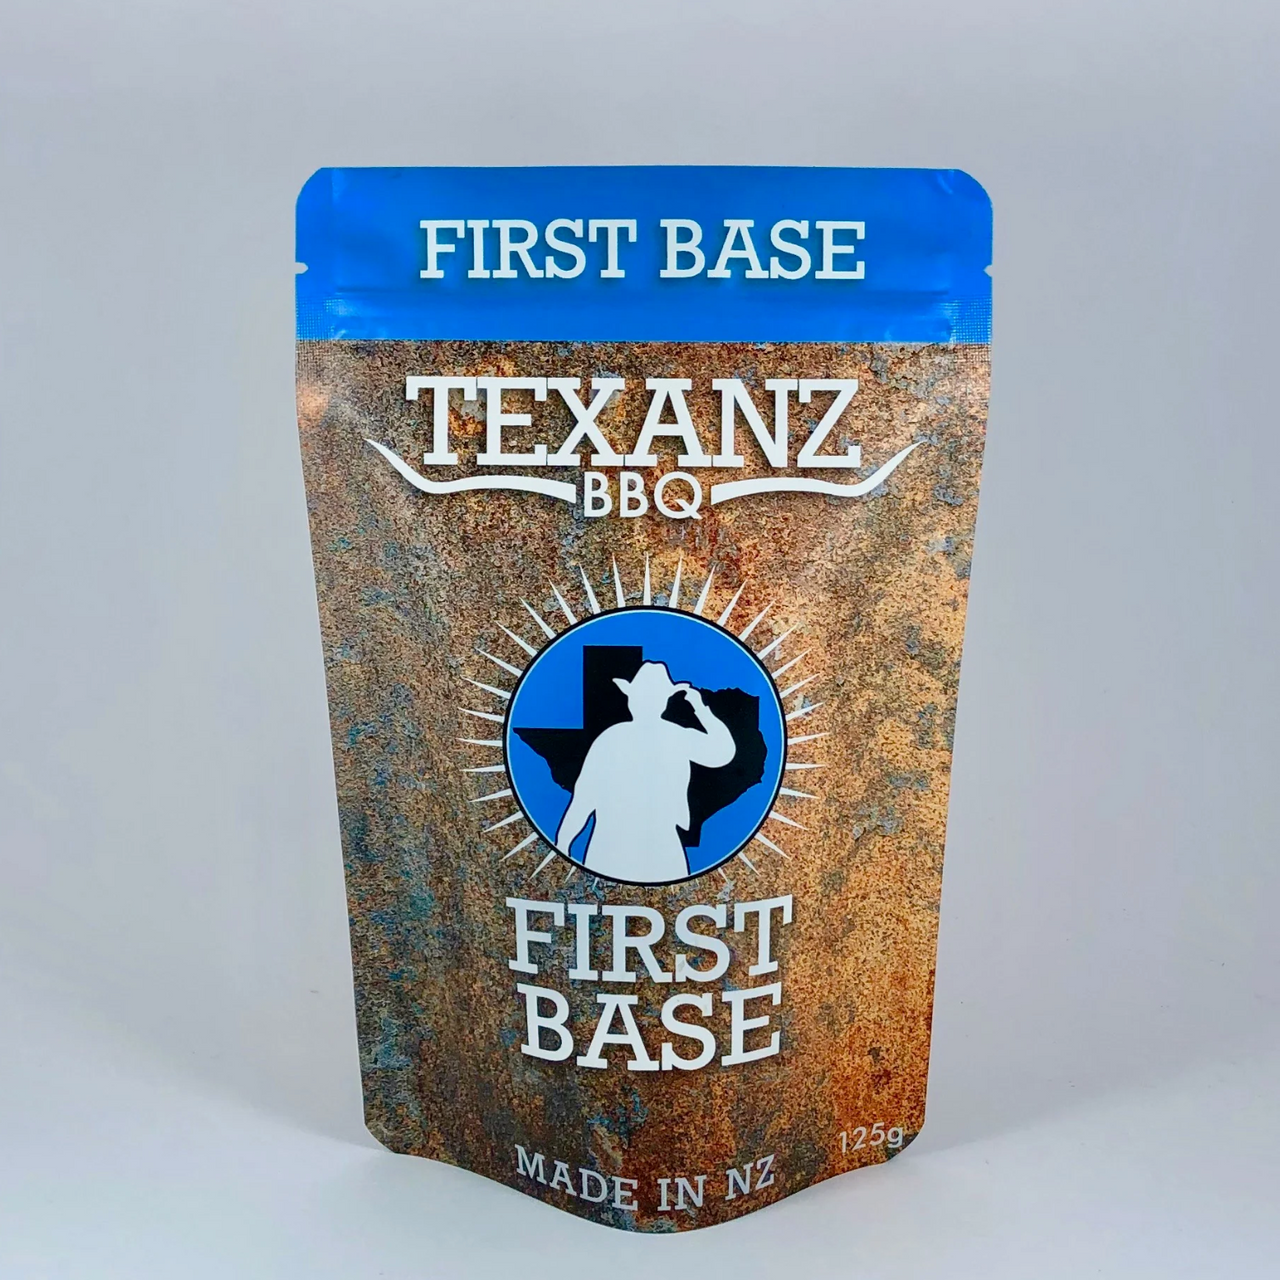 FIRST BASE
TEXANZ
BBQ
FIRST
BASE
125g
MADE IN NZ